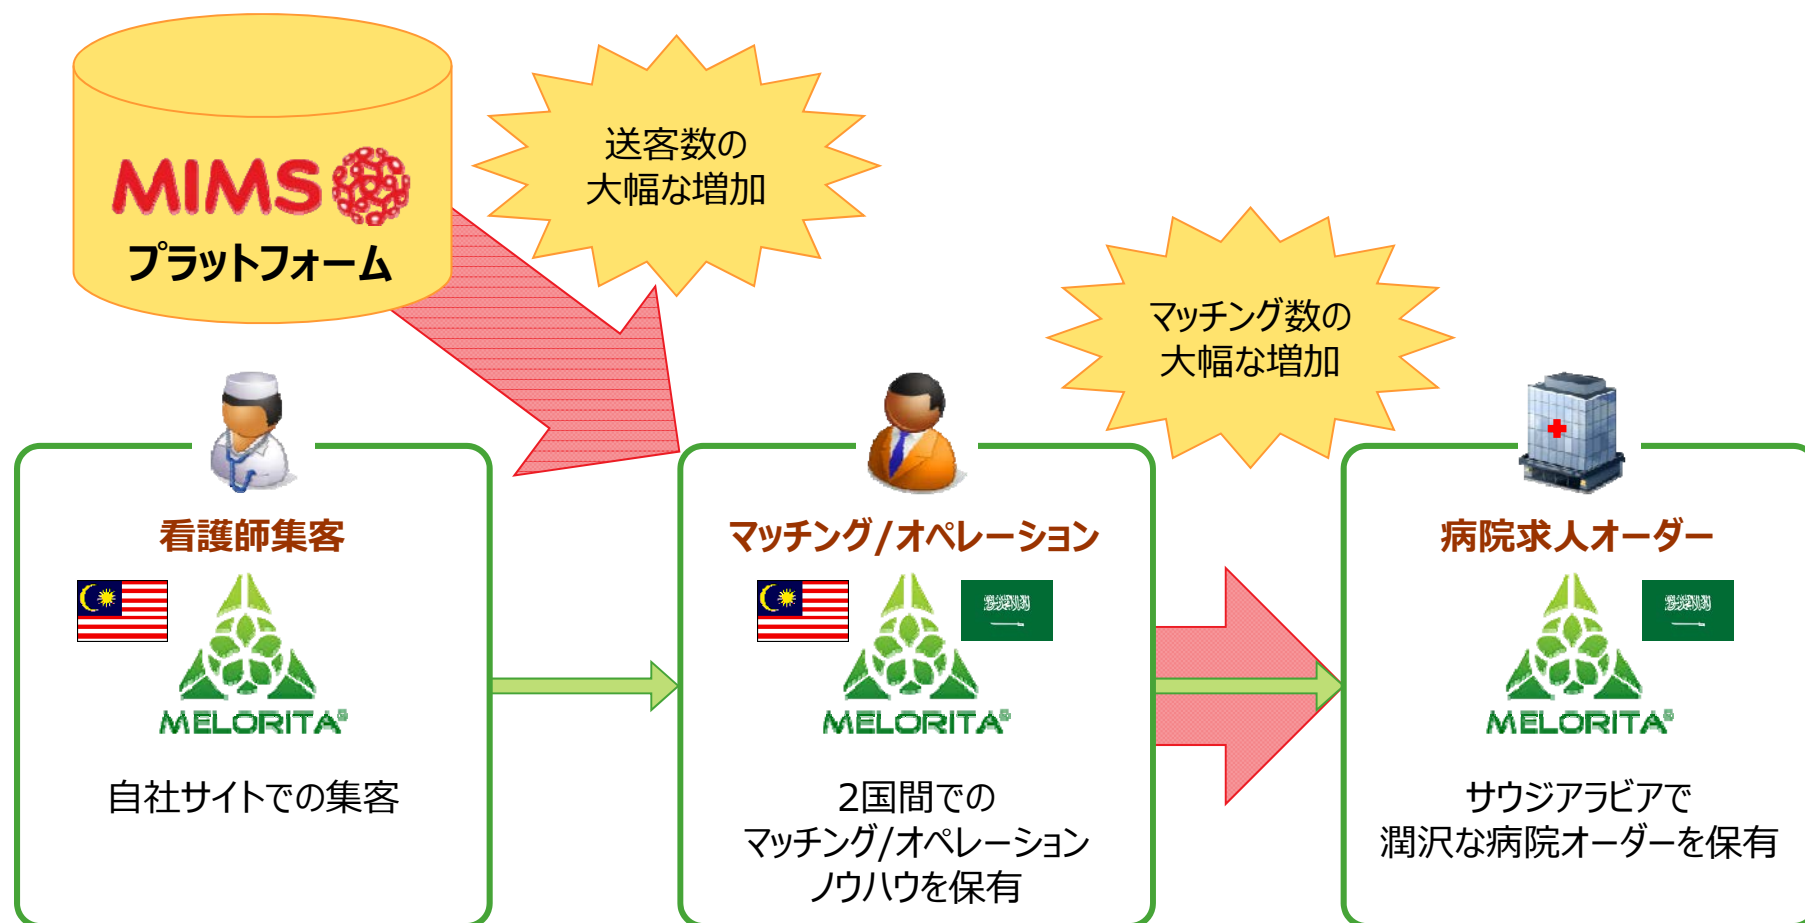 MIMS
プラットフォーム
送客数の
大幅な増加
マッチング数の
大幅な増加
看護師集客
MELORITA®
自社サイトでの集客
マッチング/オペレーション
MELORITA®
2国間での
マッチング/オペレーション
ノウハウを保有
病院求人オーダー
MELORITA®
サウジアラビアで
潤沢な病院オーダーを保有